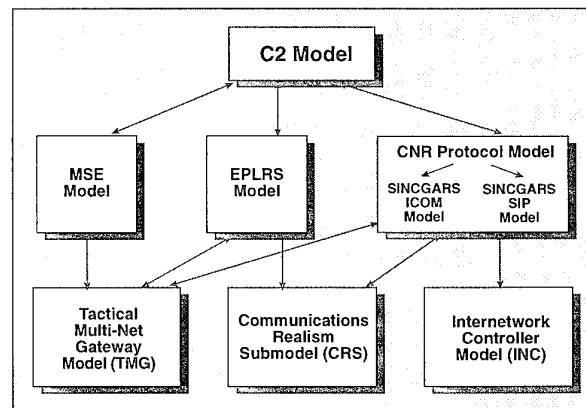 C2 Model
MSE
Model
EPLRS
Model
CNR Protocol Model
SINCGARS
ICOM
Model
SINCGARS
SIP
Model
Tactical
Multi-Net
Gateway
Model (TMG)
Communications
Realism
Submodel (CRS)
Internetwork
Controller
Model (INC)